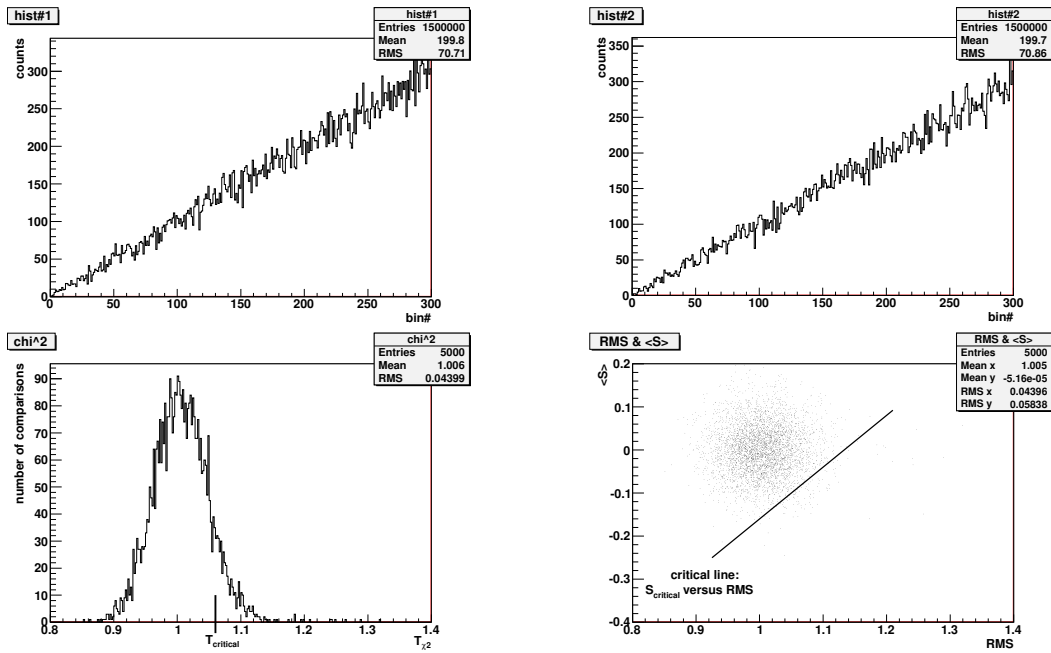 hist#1
hist#1
Entries 1500000
Mean 199.8
RMS 70.71
counts
300
250
200
150
100
50
0
0 50 100 150 200 250 300
bin#
hist#2
hist#2
Entries 1500000
Mean 199.7
RMS 70.86
counts
350
300
250
200
150
100
50
0
0 50 100 150 200 250 300
bin#
chi^2
chi^2
Entries 5000
Mean 1.006
RMS 0.04399
number of comparisons
90
80
70
60
50
40
30
20
10
0
0.8 0.9 1 1.1 1.2 1.3 1.4
Tcritical
Tχ2
RMS & <S>
RMS & <S>
Entries 5000
Mean x 1.005
Mean y -5.16e-05
RMS x 0.04396
RMS y 0.05838
<S>
0.2
0.1
0
-0.1
-0.2
-0.3
-0.4
critical line:
Scritical versus RMS
0.8 0.9 1 1.1 1.2 1.3 1.4
RMS